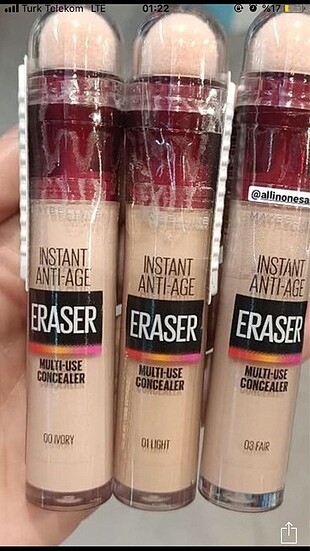 Turk Telekom LTE 01:22 %17
@allinonesa
MAYBELLINE
INSTANT
ANTI-AGE
ERASER
MULTI-USE
CONCEALER
00 IVORY
INSTANT
ANTI-AGE
ERASER
MULTI-USE
CONCEALER
01 LIGHT
INSTANT
ANTI-AGE
ERASER
MULTI-USE
CONCEALER
03 FAIR